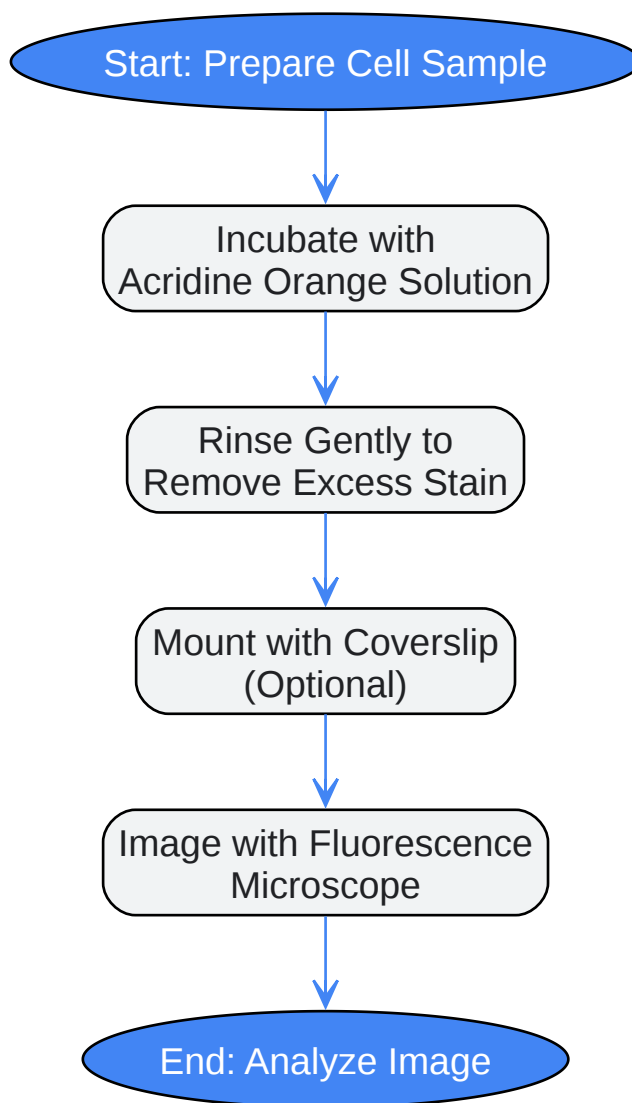 Start: Prepare Cell Sample
Incubate with
Acridine Orange Solution
Rinse Gently to
Remove Excess Stain
Mount with Coverslip
(Optional)
Image with Fluorescence
Microscope
End: Analyze Image